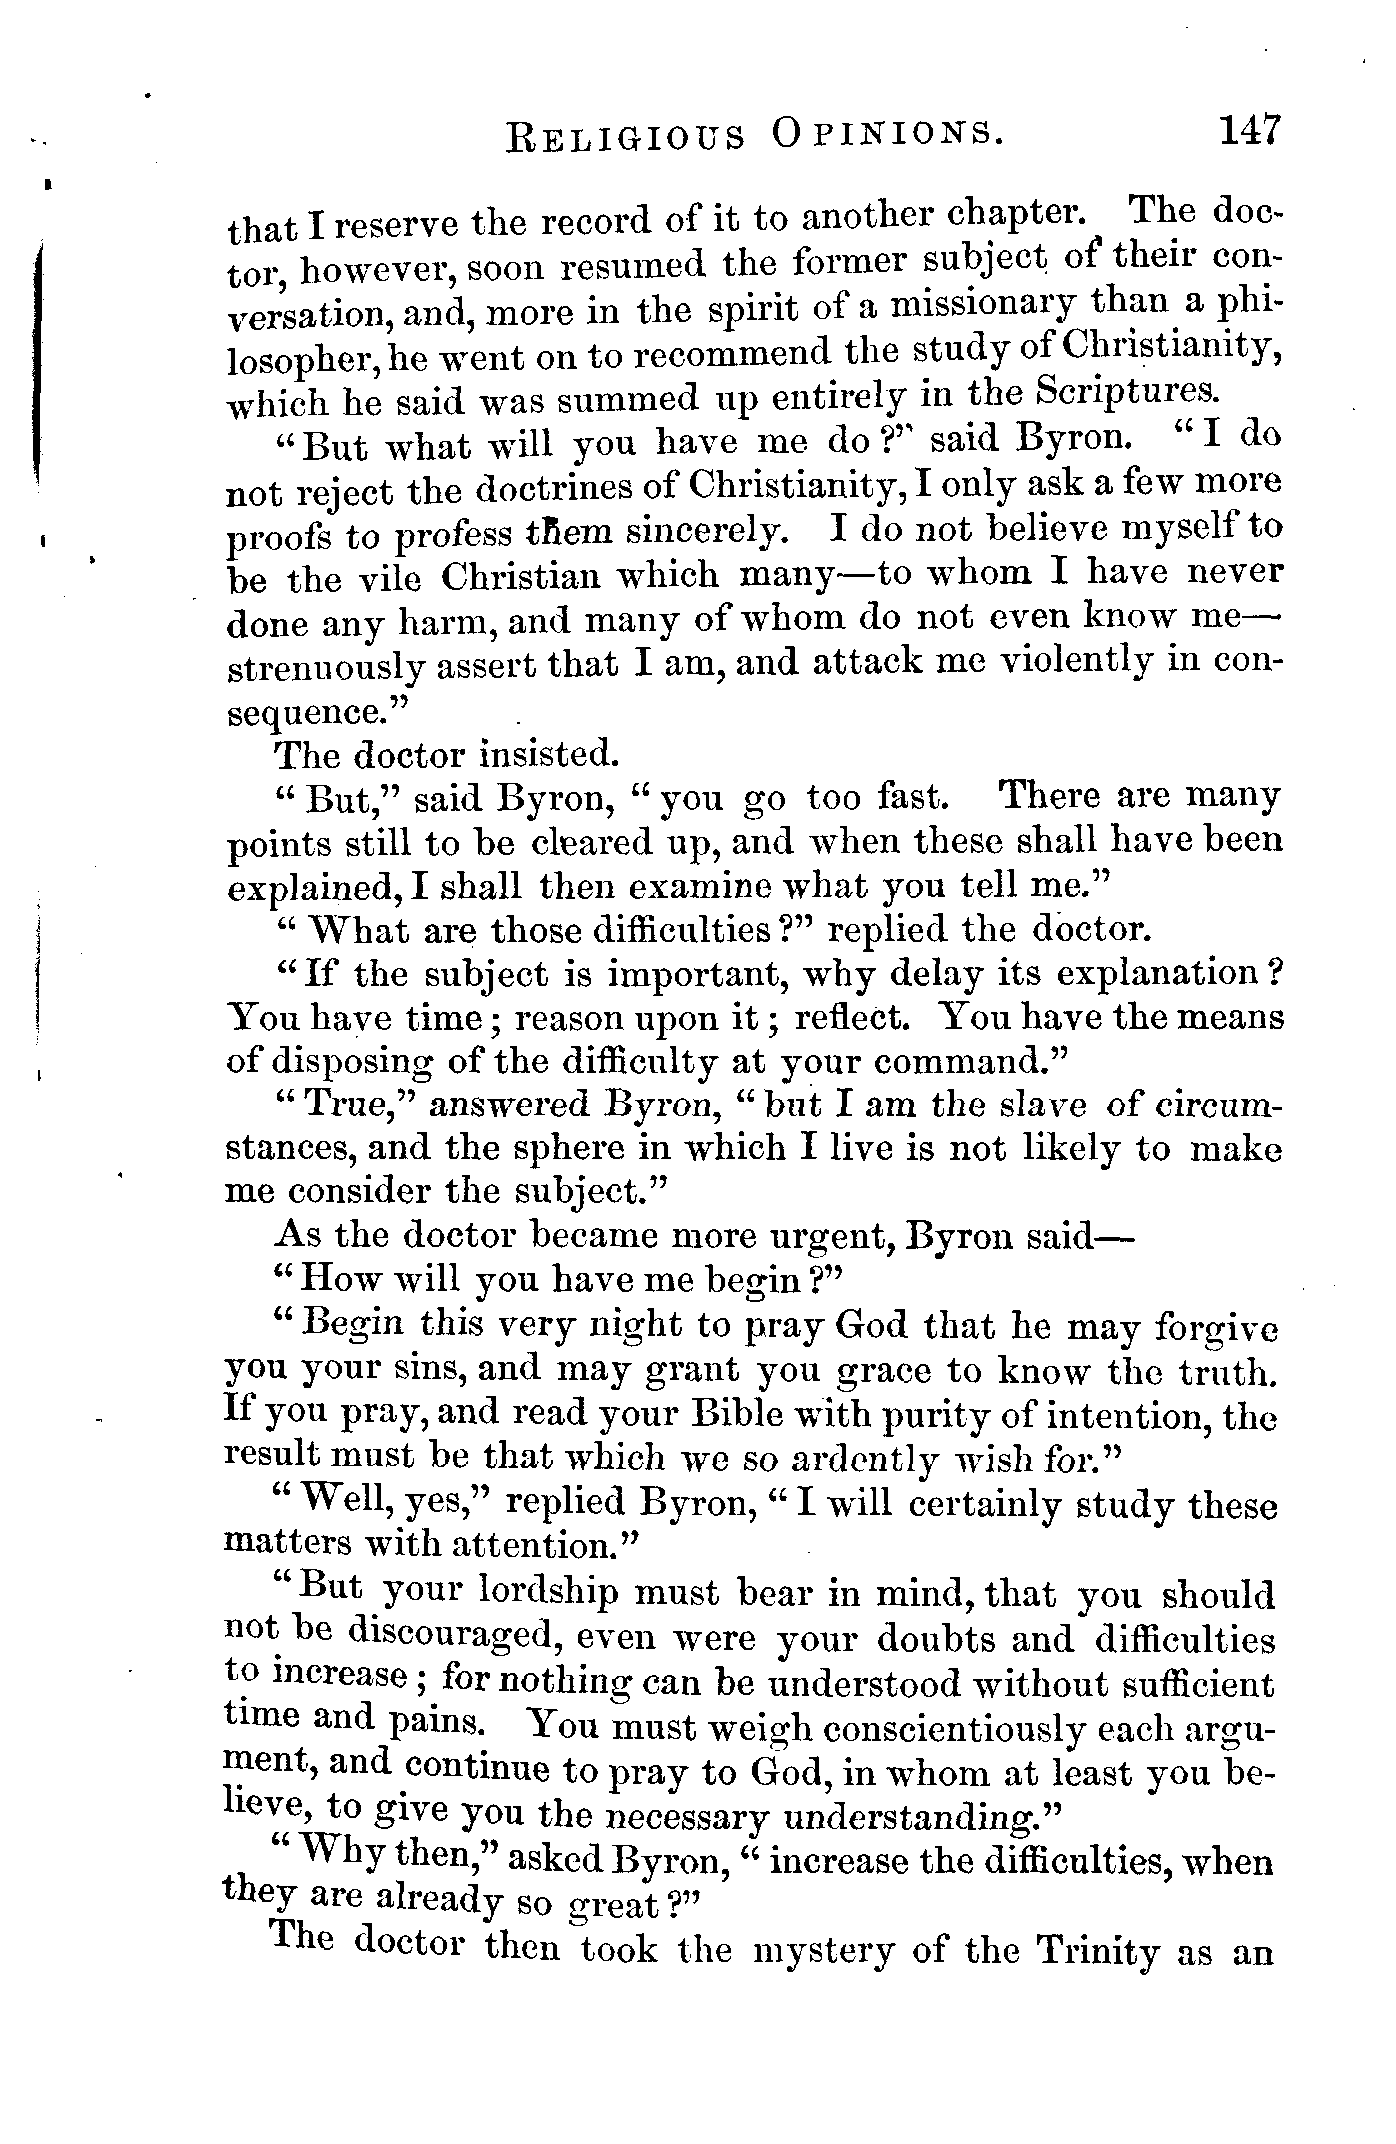 RELIGIOUS OPINIONS. 147
that I reserve the record of it to another chapter. The doc-
tor, however, soon resumed the former subject of their con-
versation, and, more in the spirit of a missionary than a phi-
losopher, he went on to recommend the study of Christianity,
which he said was summed up entirely in the Scriptures.
"But what will you have me do?" said Byron. "I do
not reject the doctrines of Christianity, I only ask a few more
proofs to profess them sincerely. I do not believe myself to
be the vile Christian which many—to whom I have never
done any harm, and many of whom do not even know me—
strenuously assert that I am, and attack me violently in con-
sequence."
The doctor insisted.
"But," said Byron, "you go too fast. There are many
points still to be cleared up, and when these shall have been
explained, I shall then examine what you tell me."
"What are those difficulties?" replied the doctor.
"If the subject is important, why delay its explanation?
You have time; reason upon it; reflect. You have the means
of disposing of the difficulty at your command."
"True," answered Byron, "but I am the slave of circum-
stances, and the sphere in which I live is not likely to make
me consider the subject."
As the doctor became more urgent, Byron said—
"How will you have me begin?"
"Begin this very night to pray God that he may forgive
you your sins, and may grant you grace to know the truth.
If you pray, and read your Bible with purity of intention, the
result must be that which we so ardently wish for."
"Well, yes," replied Byron, "I will certainly study these
matters with attention."
"But your lordship must bear in mind, that you should
not be discouraged, even were your doubts and difficulties
to increase; for nothing can be understood without sufficient
time and pains. You must weigh conscientiously each argu-
ment, and continue to pray to God, in whom at least you be-
lieve, to give you the necessary understanding."
"Why then," asked Byron, "increase the difficulties, when
they are already so great?"
The doctor then took the mystery of the Trinity as an